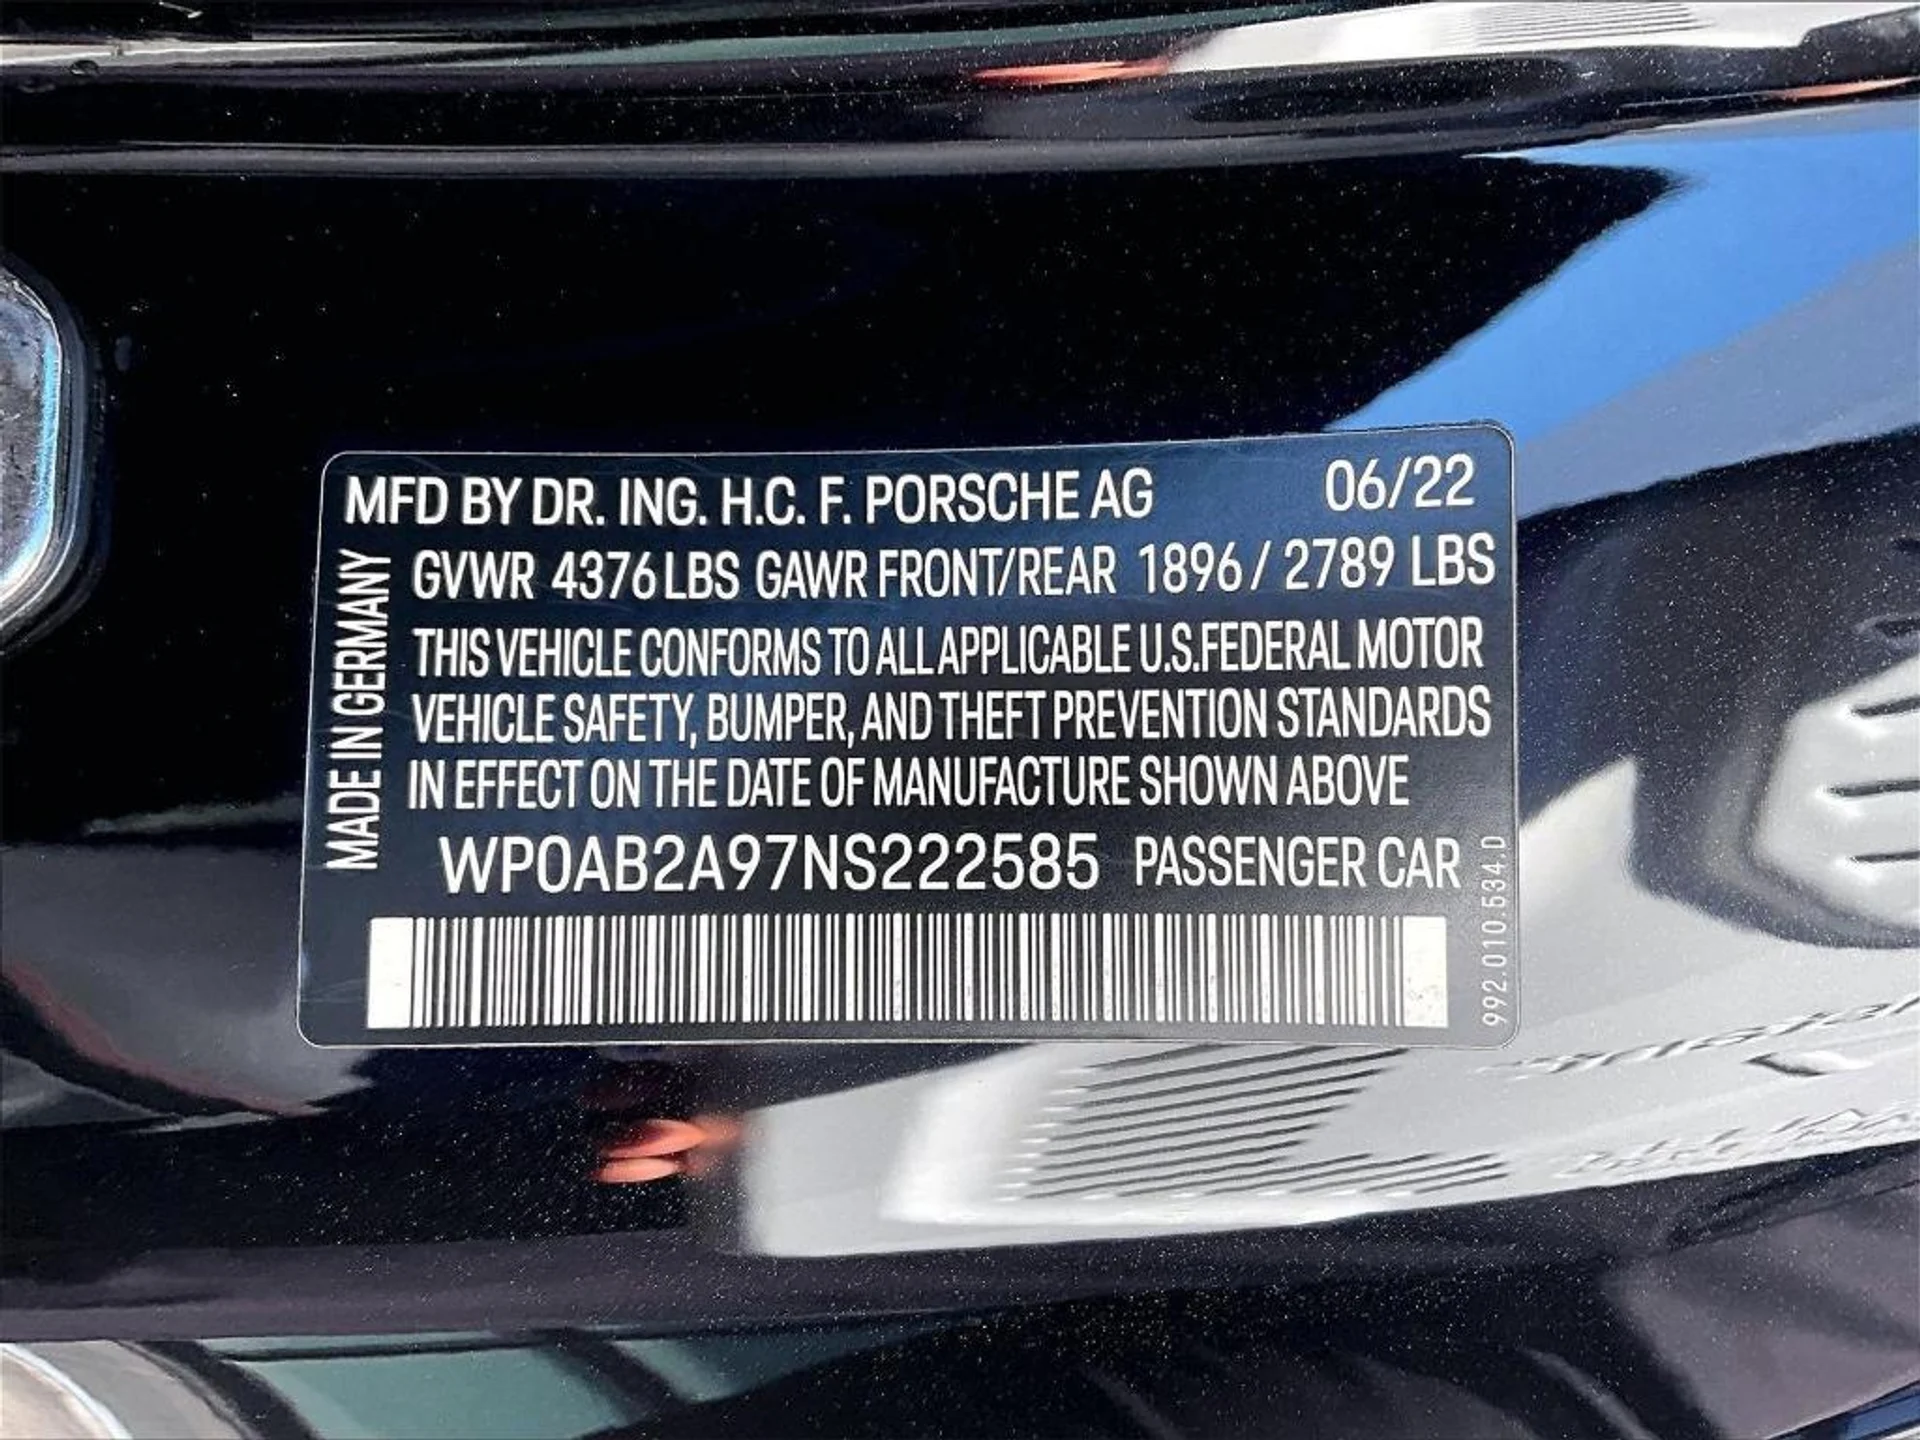 MFD BY DR. ING. H.C. F. PORSCHE AG 06/22
GVWR 4376 LBS GAWR FRONT/REAR 1896 / 2789 LBS
THIS VEHICLE CONFORMS TO ALL APPLICABLE U.S. FEDERAL MOTOR
VEHICLE SAFETY, BUMPER, AND THEFT PREVENTION STANDARDS
IN EFFECT ON THE DATE OF MANUFACTURE SHOWN ABOVE
WP0AB2A97NS222585 PASSENGER CAR
MADE IN GERMANY
992.010.534.D